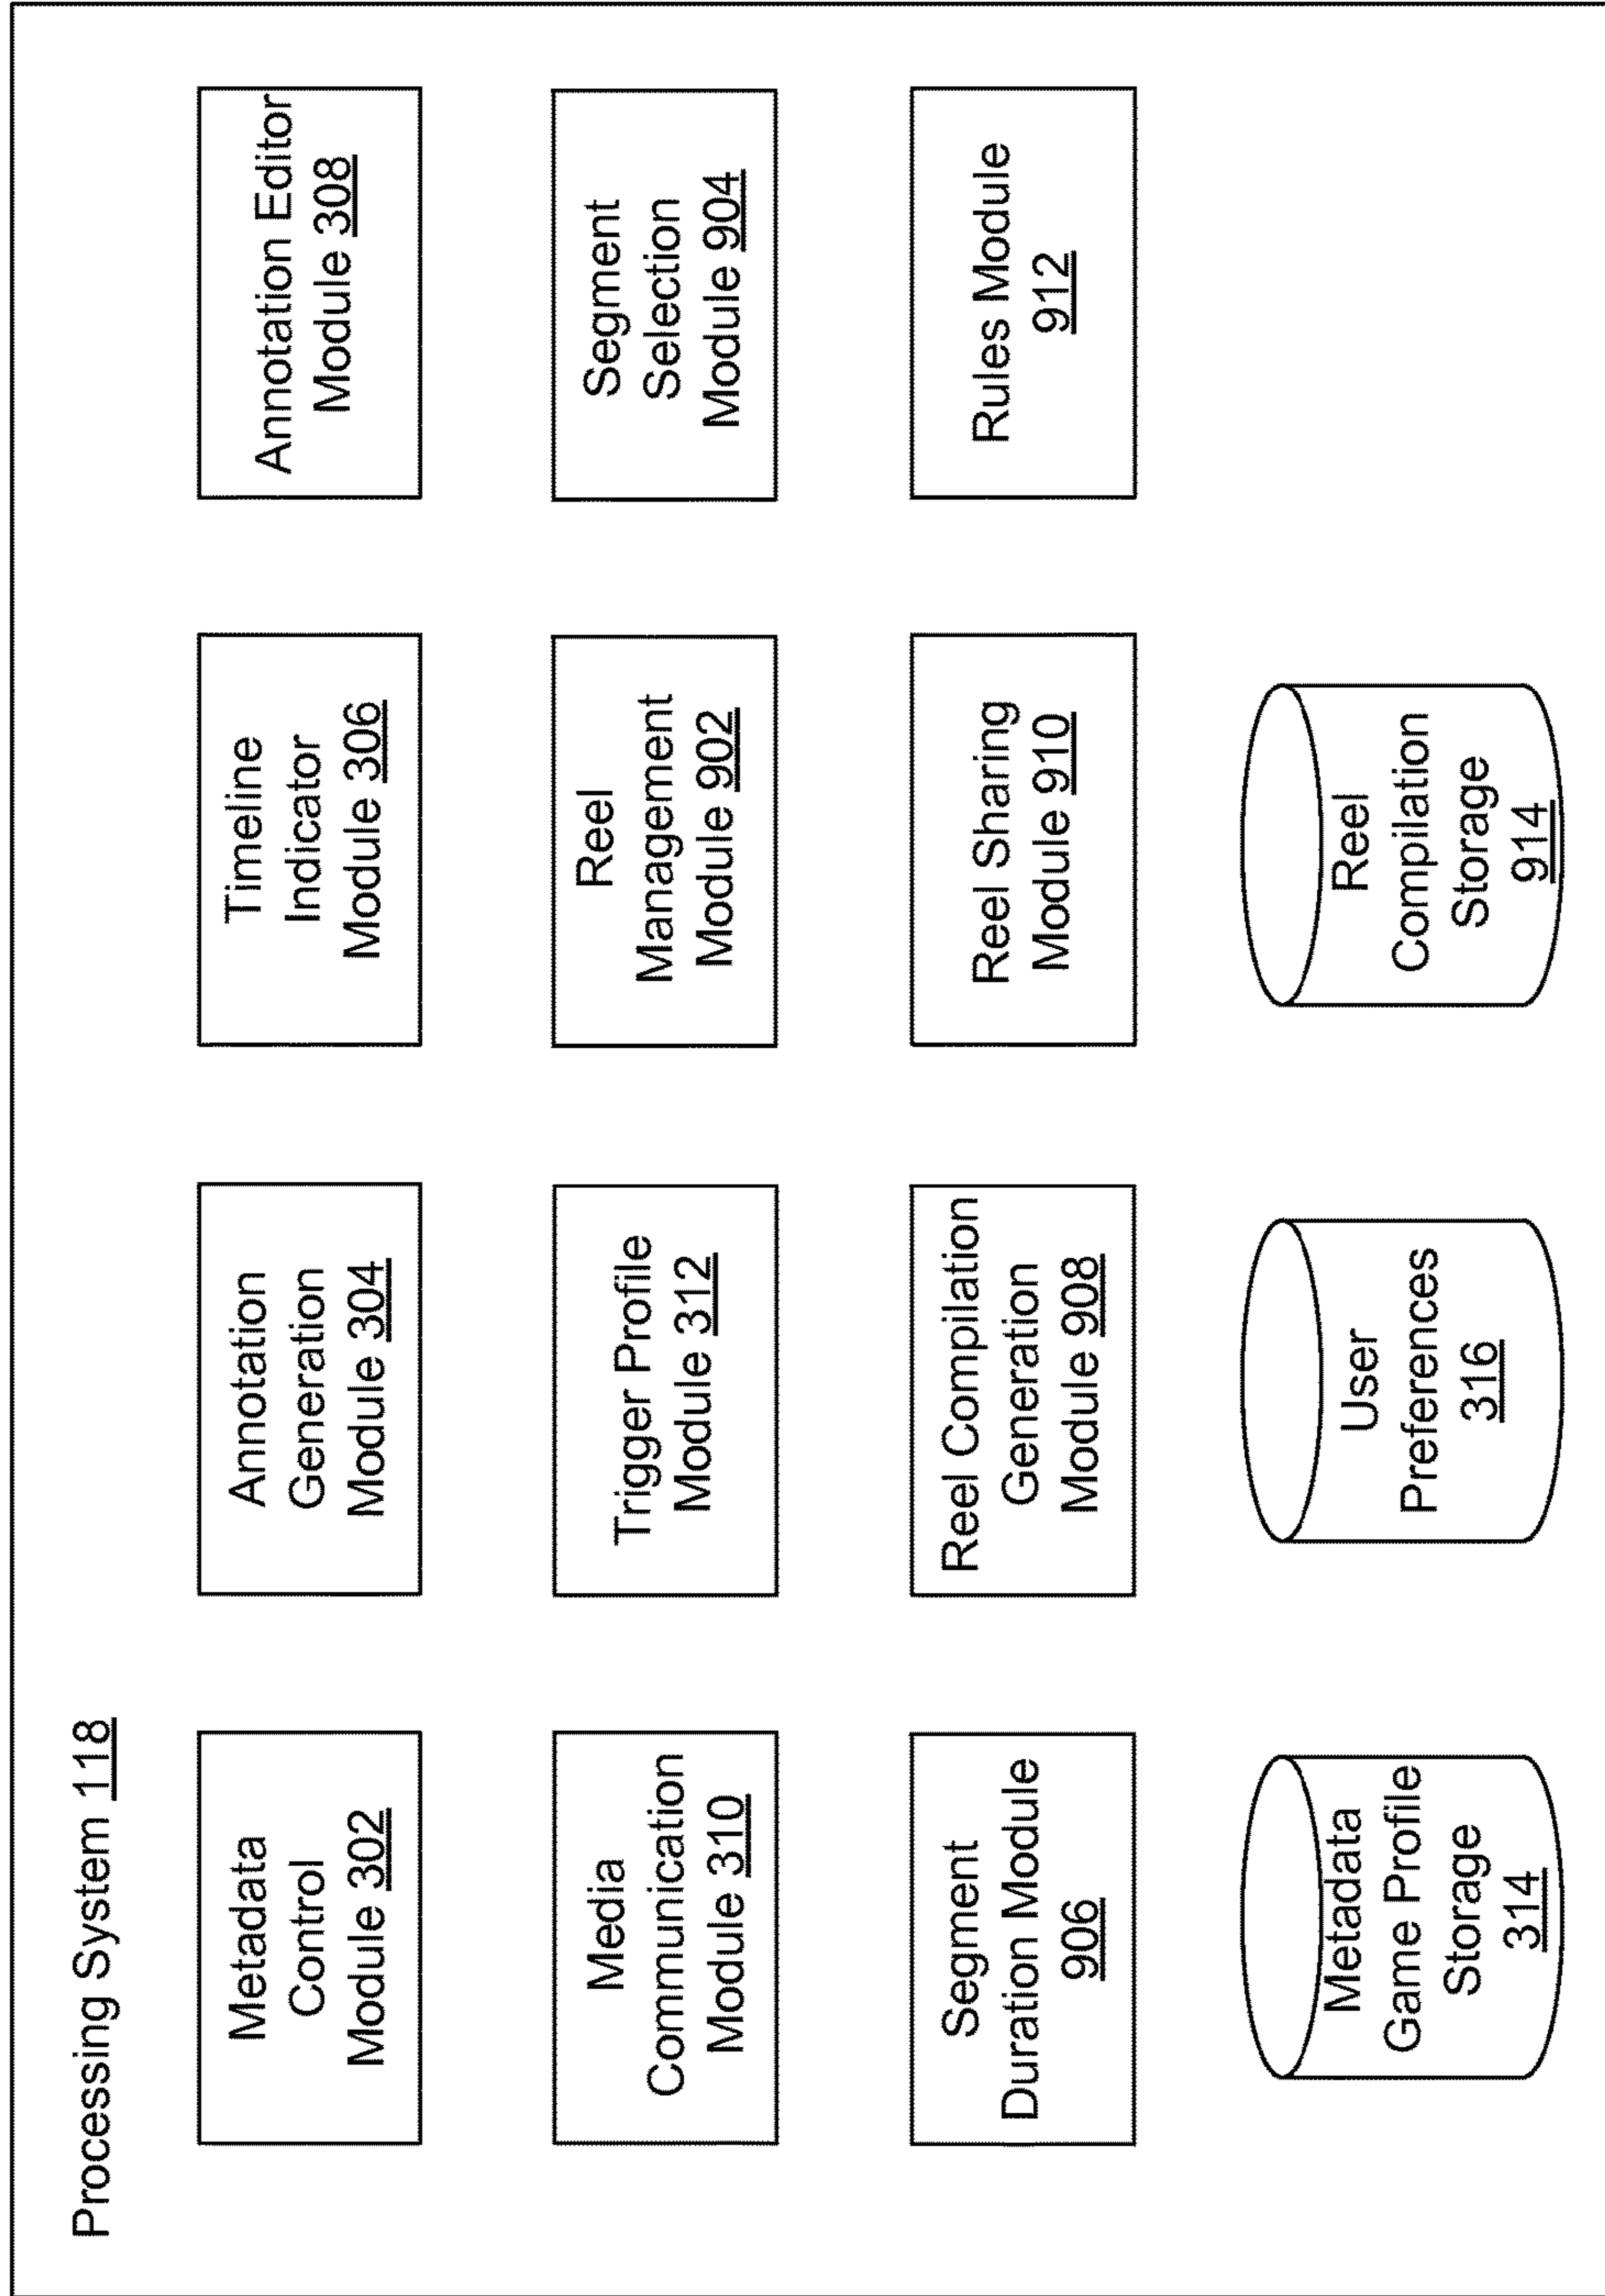 Processing System 118
Metadata
Control
Module 302
Annotation
Generation
Module 304
Timeline
Indicator
Module 306
Annotation Editor
Module 308
Media
Communication
Module 310
Trigger Profile
Module 312
Reel
Management
Module 902
Segment
Selection
Module 904
Segment
Duration Module
906
Reel Compilation
Generation
Module 908
Reel Sharing
Module 910
Rules Module
912
Metadata
Game Profile
Storage
314
User
Preferences
316
Reel
Compilation
Storage
914